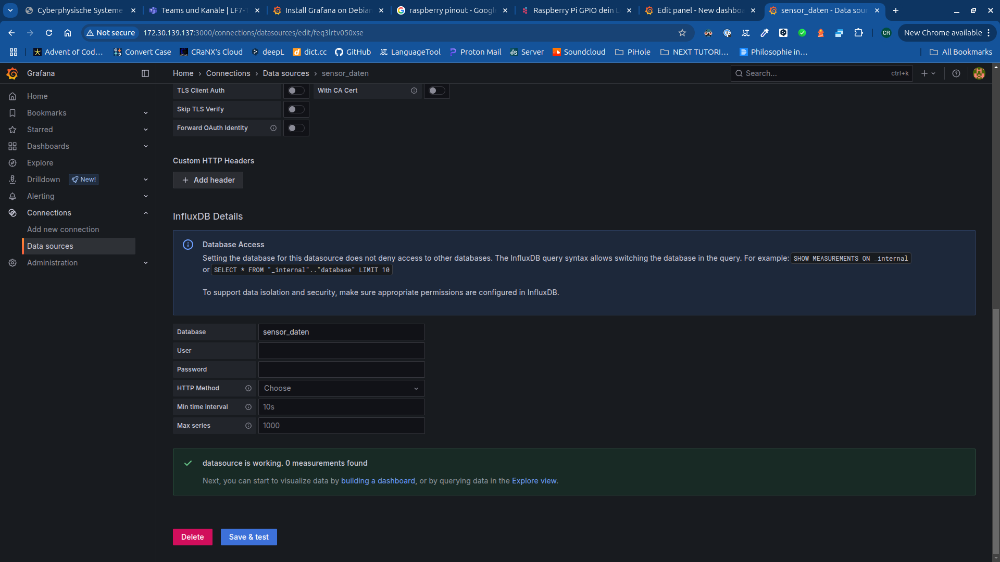 Cyberphysische Systeme
Teams und Kanäle | LF7-T
Install Grafana on Debian
raspberry pinout - Google
Raspberry Pi GPIO dein L
Edit panel - New dashboa
sensor_daten - Data sour
Not secure
172.30.139.137:3000/connections/datasources/edit/feq3lrtv050xse
CR
New Chrome available
Advent of Cod...
Convert Case
CRaNX's Cloud
deepL
dict.cc
GitHub
LanguageTool
Proton Mail
Server
Soundcloud
PiHole
NEXT TUTORI...
Philosophie in...
All Bookmarks
Grafana
Home › Connections › Data sources › sensor_daten
Search...
ctrl+k
Home
Bookmarks
Starred
Dashboards
Explore
Drilldown
New!
Alerting
Connections
Add new connection
Data sources
Administration
TLS Client Auth
With CA Cert
Skip TLS Verify
Forward OAuth Identity
Custom HTTP Headers
Add header
InfluxDB Details
Database Access
Setting the database for this datasource does not deny access to other databases. The InfluxDB query syntax allows switching the database in the query. For example: SHOW MEASUREMENTS ON _internal
or SELECT * FROM "_internal".."database" LIMIT 10
To support data isolation and security, make sure appropriate permissions are configured in InfluxDB.
Database
sensor_daten
User
Password
HTTP Method
Choose
Min time interval
10s
Max series
1000
datasource is working. 0 measurements found
Next, you can start to visualize data by building a dashboard, or by querying data in the Explore view.
Delete
Save & test